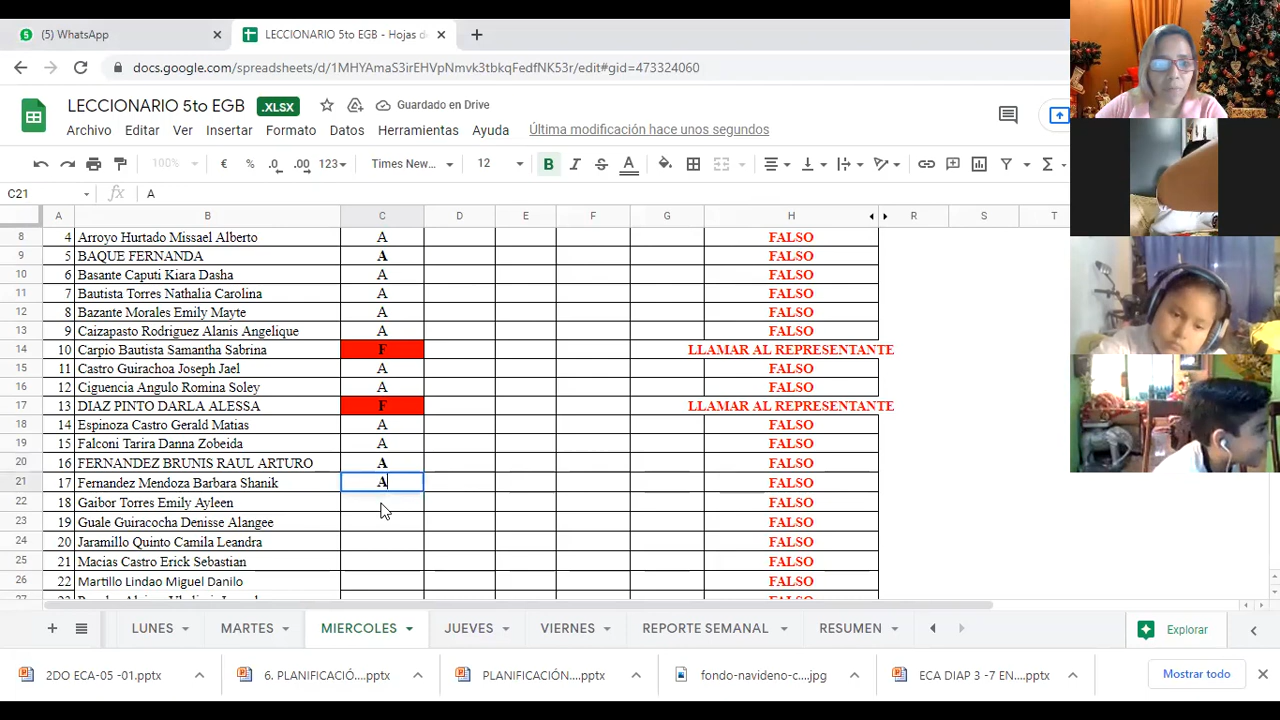 (5) WhatsApp
LECCIONARIO 5to EGB - Hojas de
docs.google.com/spreadsheets/d/1MHYAmaS3irEHVpNmvk3tbkqFedfNK53r/edit#gid=473324060
LECCIONARIO 5to EGB .XLSX Guardado en Drive
Archivo Editar Ver Insertar Formato Datos Herramientas Ayuda Última modificación hace unos segundos
100% € % .0 .00 123 Times New... 12 B I S A
C21 fx A
A B C D E F G H R S T
8 4 Arroyo Hurtado Missael Alberto A FALSO
9 5 BAQUE FERNANDA A FALSO
10 6 Basante Caputi Kiara Dasha A FALSO
11 7 Bautista Torres Nathalia Carolina A FALSO
12 8 Bazante Morales Emily Mayte A FALSO
13 9 Caizapasto Rodriguez Alanis Angelique A FALSO
14 10 Carpio Bautista Samantha Sabrina F LLAMAR AL REPRESENTANTE
15 11 Castro Guirachoa Joseph Jael A FALSO
16 12 Ciguencia Angulo Romina Soley A FALSO
17 13 DIAZ PINTO DARLA ALESSA F LLAMAR AL REPRESENTANTE
18 14 Espinoza Castro Gerald Matias A FALSO
19 15 Falconi Tarira Danna Zobeida A FALSO
20 16 FERNANDEZ BRUNIS RAUL ARTURO A FALSO
21 17 Fernandez Mendoza Barbara Shanik A FALSO
22 18 Gaibor Torres Emily Ayleen FALSO
23 19 Guale Guiracocha Denisse Alangee FALSO
24 20 Jaramillo Quinto Camila Leandra FALSO
25 21 Macias Castro Erick Sebastian FALSO
26 22 Martillo Lindao Miguel Danilo FALSO
LUNES MARTES MIERCOLES JUEVES VIERNES REPORTE SEMANAL RESUMEN Explorar
2DO ECA-05 -01.pptx 6. PLANIFICACIÓ....pptx PLANIFICACIÓN....pptx fondo-navideno-c....jpg ECA DIAP 3 -7 EN....pptx Mostrar todo